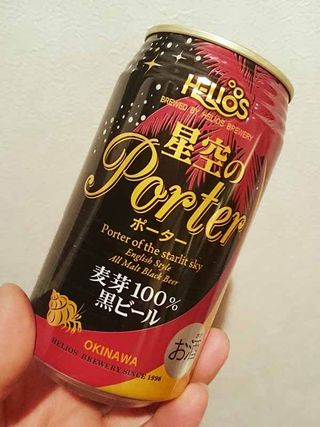 HELIOS
BREWED BY HELIOS BREWERY
星空の
Porter
ポーター
Porter of the starlit sky
English Style
All Malt Black Beer
麦芽100%
黒ビール
お酒
OKINAWA
HELIOS BREWERY SINCE 1996